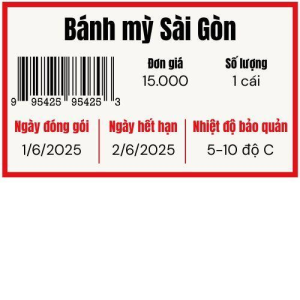 Bánh mỳ Sài Gòn
Đơn giá Số lượng
15.000 1 cái
9 95425 95425 3
Ngày đóng gói Ngày hết hạn Nhiệt độ bảo quản
1/6/2025 2/6/2025 5-10 độ C